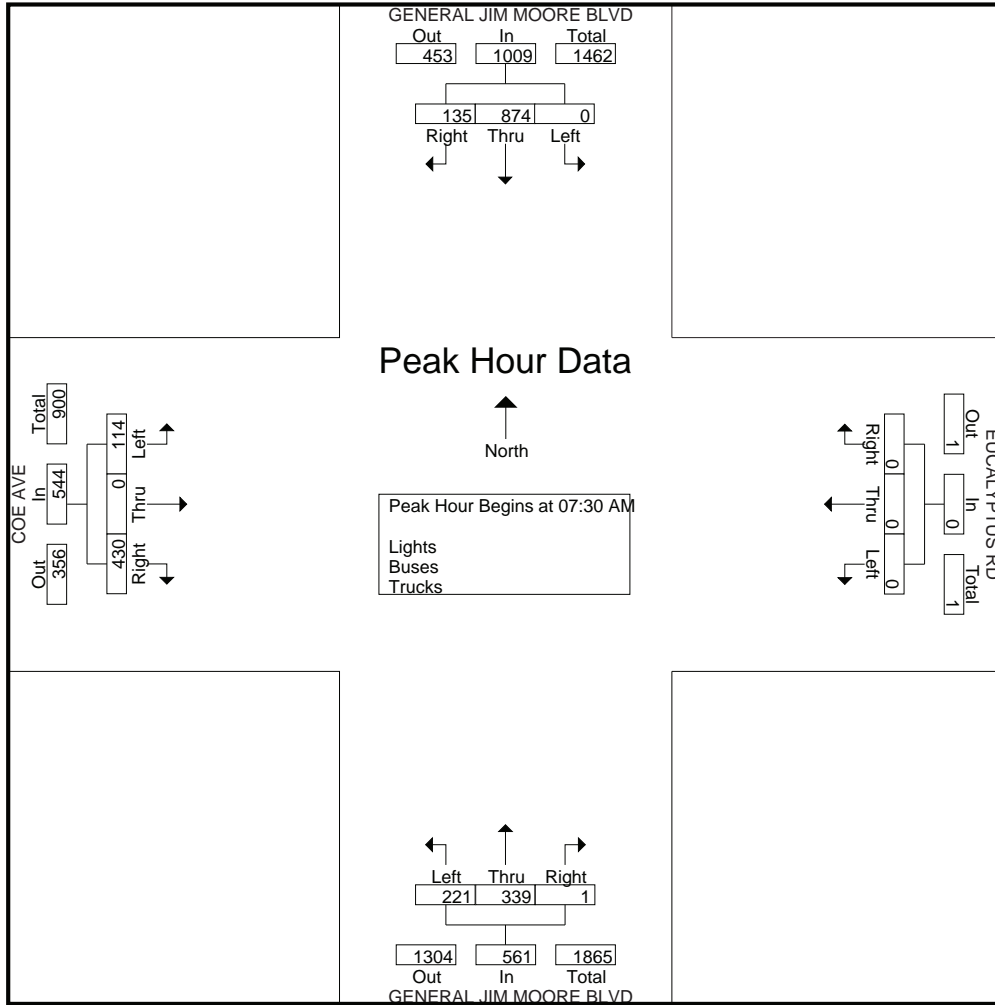 GENERAL JIM MOORE BLVD
Out In Total
453 1009 1462
135 874 0
Right Thru Left
Peak Hour Data
North
Peak Hour Begins at 07:30 AM
Lights
Buses
Trucks
COE AVE
Out In Total
356 544 900
430 0 114
Right Thru Left
EUCALYPTUS RD
Out In Total
1 0 1
0 0 0
Right Thru Left
Left Thru Right
221 339 1
1304 561 1865
Out In Total
GENERAL JIM MOORE BLVD